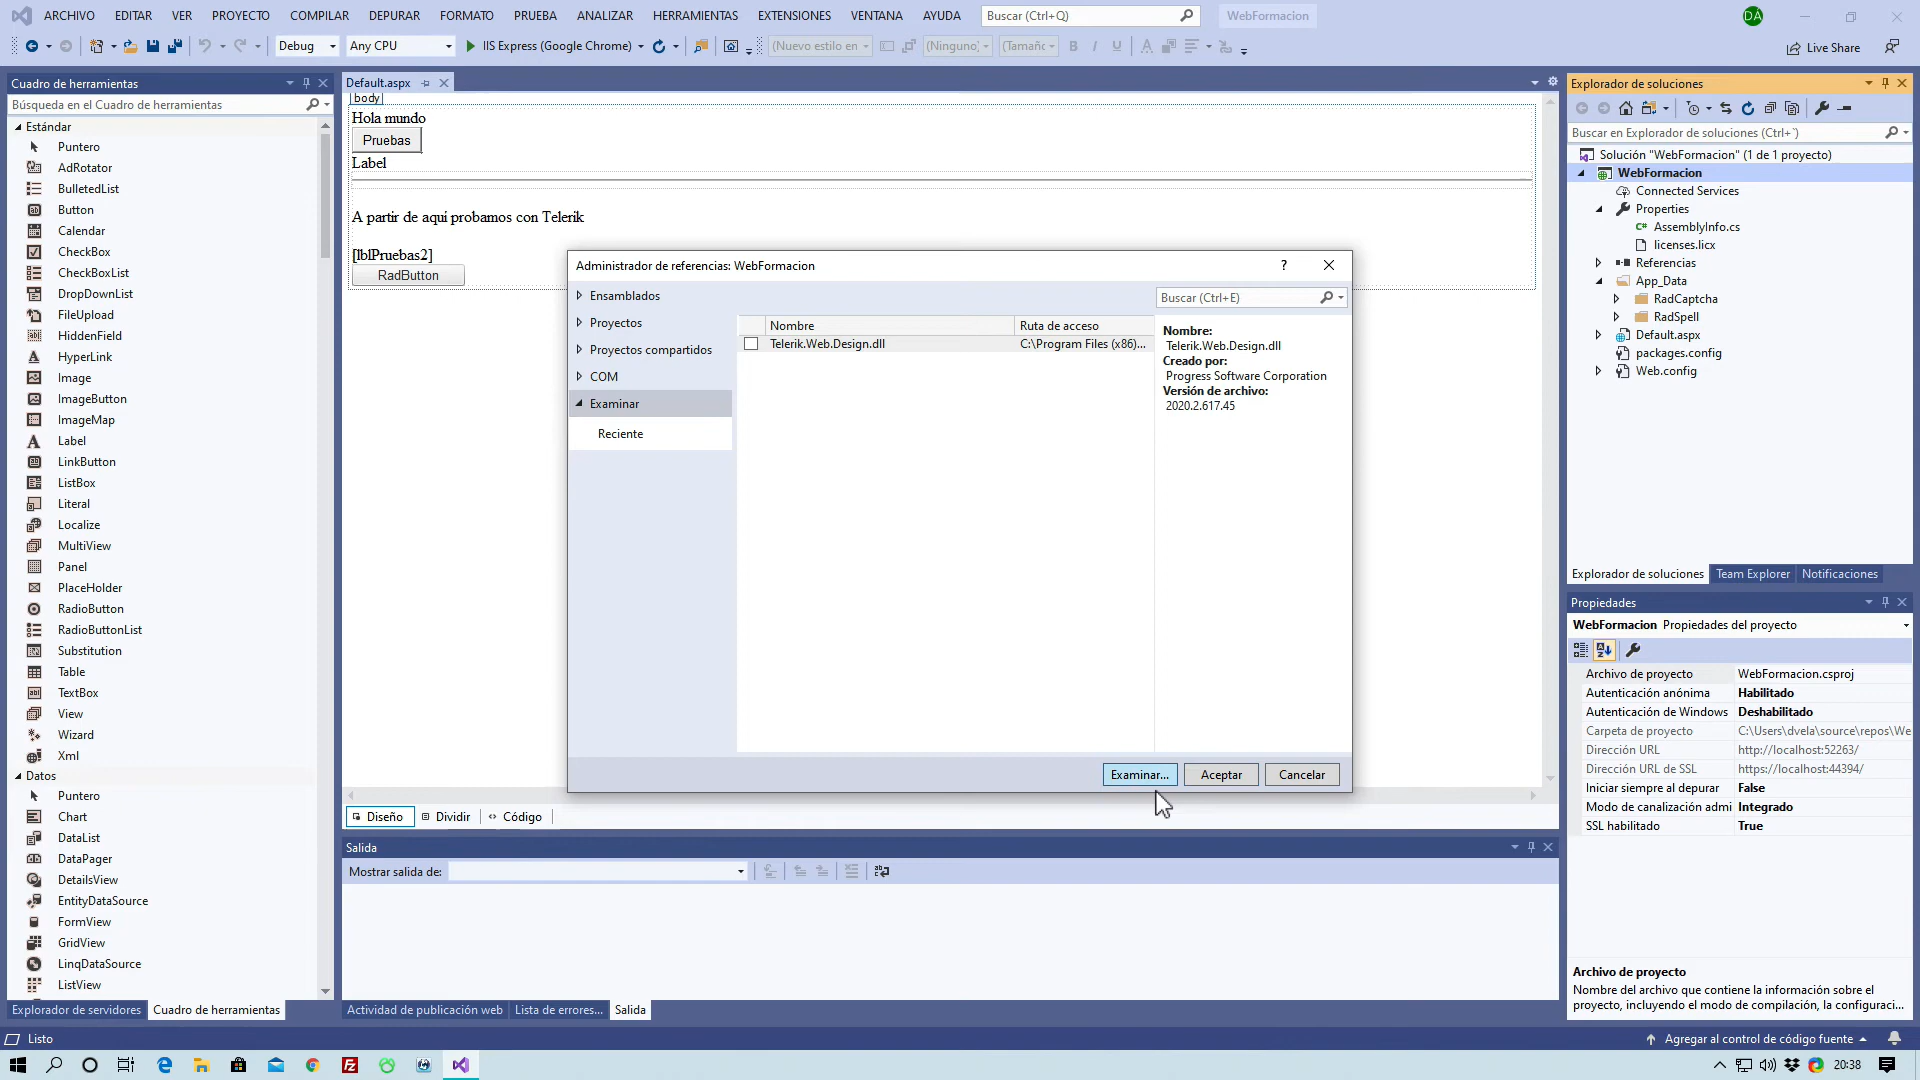 ARCHIVO EDITAR VER PROYECTO COMPILAR DEPURAR FORMATO PRUEBA ANALIZAR HERRAMIENTAS EXTENSIONES VENTANA AYUDA Buscar (Ctrl+Q) WebFormacion DA
Debug Any CPU IIS Express (Google Chrome) (Nuevo estilo en (Ninguno) (Tamañc Live Share
Cuadro de herramientas
Búsqueda en el Cuadro de herramientas
Estándar
Puntero
AdRotator
BulletedList
Button
Calendar
CheckBox
CheckBoxList
DropDownList
FileUpload
HiddenField
HyperLink
Image
ImageButton
ImageMap
Label
LinkButton
ListBox
Literal
Localize
MultiView
Panel
PlaceHolder
RadioButton
RadioButtonList
Substitution
Table
TextBox
View
Wizard
Xml
Datos
Puntero
Chart
DataList
DataPager
DetailsView
EntityDataSource
FormView
GridView
LinqDataSource
ListView
Explorador de servidores Cuadro de herramientas
Default.aspx
body
Hola mundo
Pruebas
Label
A partir de aqui probamos con Telerik
[lblPruebas2]
RadButton
Administrador de referencias: WebFormacion ?
Ensamblados
Proyectos
Proyectos compartidos
COM
Examinar
Reciente
Buscar (Ctrl+E)
Nombre Ruta de acceso
Telerik.Web.Design.dll C:\Program Files (x86)...
Nombre:
Telerik.Web.Design.dll
Creado por:
Progress Software Corporation
Versión de archivo:
2020.2.617.45
Examinar... Aceptar Cancelar
Diseño Dividir Código
Salida
Mostrar salida de:
Actividad de publicación web Lista de errores... Salida
Explorador de soluciones
Buscar en Explorador de soluciones (Ctrl+`)
Solución "WebFormacion" (1 de 1 proyecto)
WebFormacion
Connected Services
Properties
AssemblyInfo.cs
licenses.licx
Referencias
App_Data
RadCaptcha
RadSpell
Default.aspx
packages.config
Web.config
Explorador de soluciones Team Explorer Notificaciones
Propiedades
WebFormacion Propiedades del proyecto
Archivo de proyecto WebFormacion.csproj
Autenticación anónima Habilitado
Autenticación de Windows Deshabilitado
Carpeta de proyecto C:\Users\dvela\source\repos\We
Dirección URL http://localhost:52263/
Dirección URL de SSL https://localhost:44394/
Iniciar siempre al depurar False
Modo de canalización admi Integrado
SSL habilitado True
Archivo de proyecto
Nombre del archivo que contiene la información sobre el
proyecto, incluyendo el modo de compilación, la configuraci...
Listo Agregar al control de código fuente
20:38